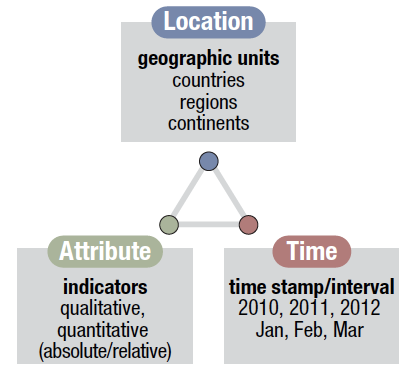 Location
geographic units
countries
regions
continents
Attribute
indicators
qualitative,
quantitative
(absolute/relative)
Time
time stamp/interval
2010, 2011, 2012
Jan, Feb, Mar